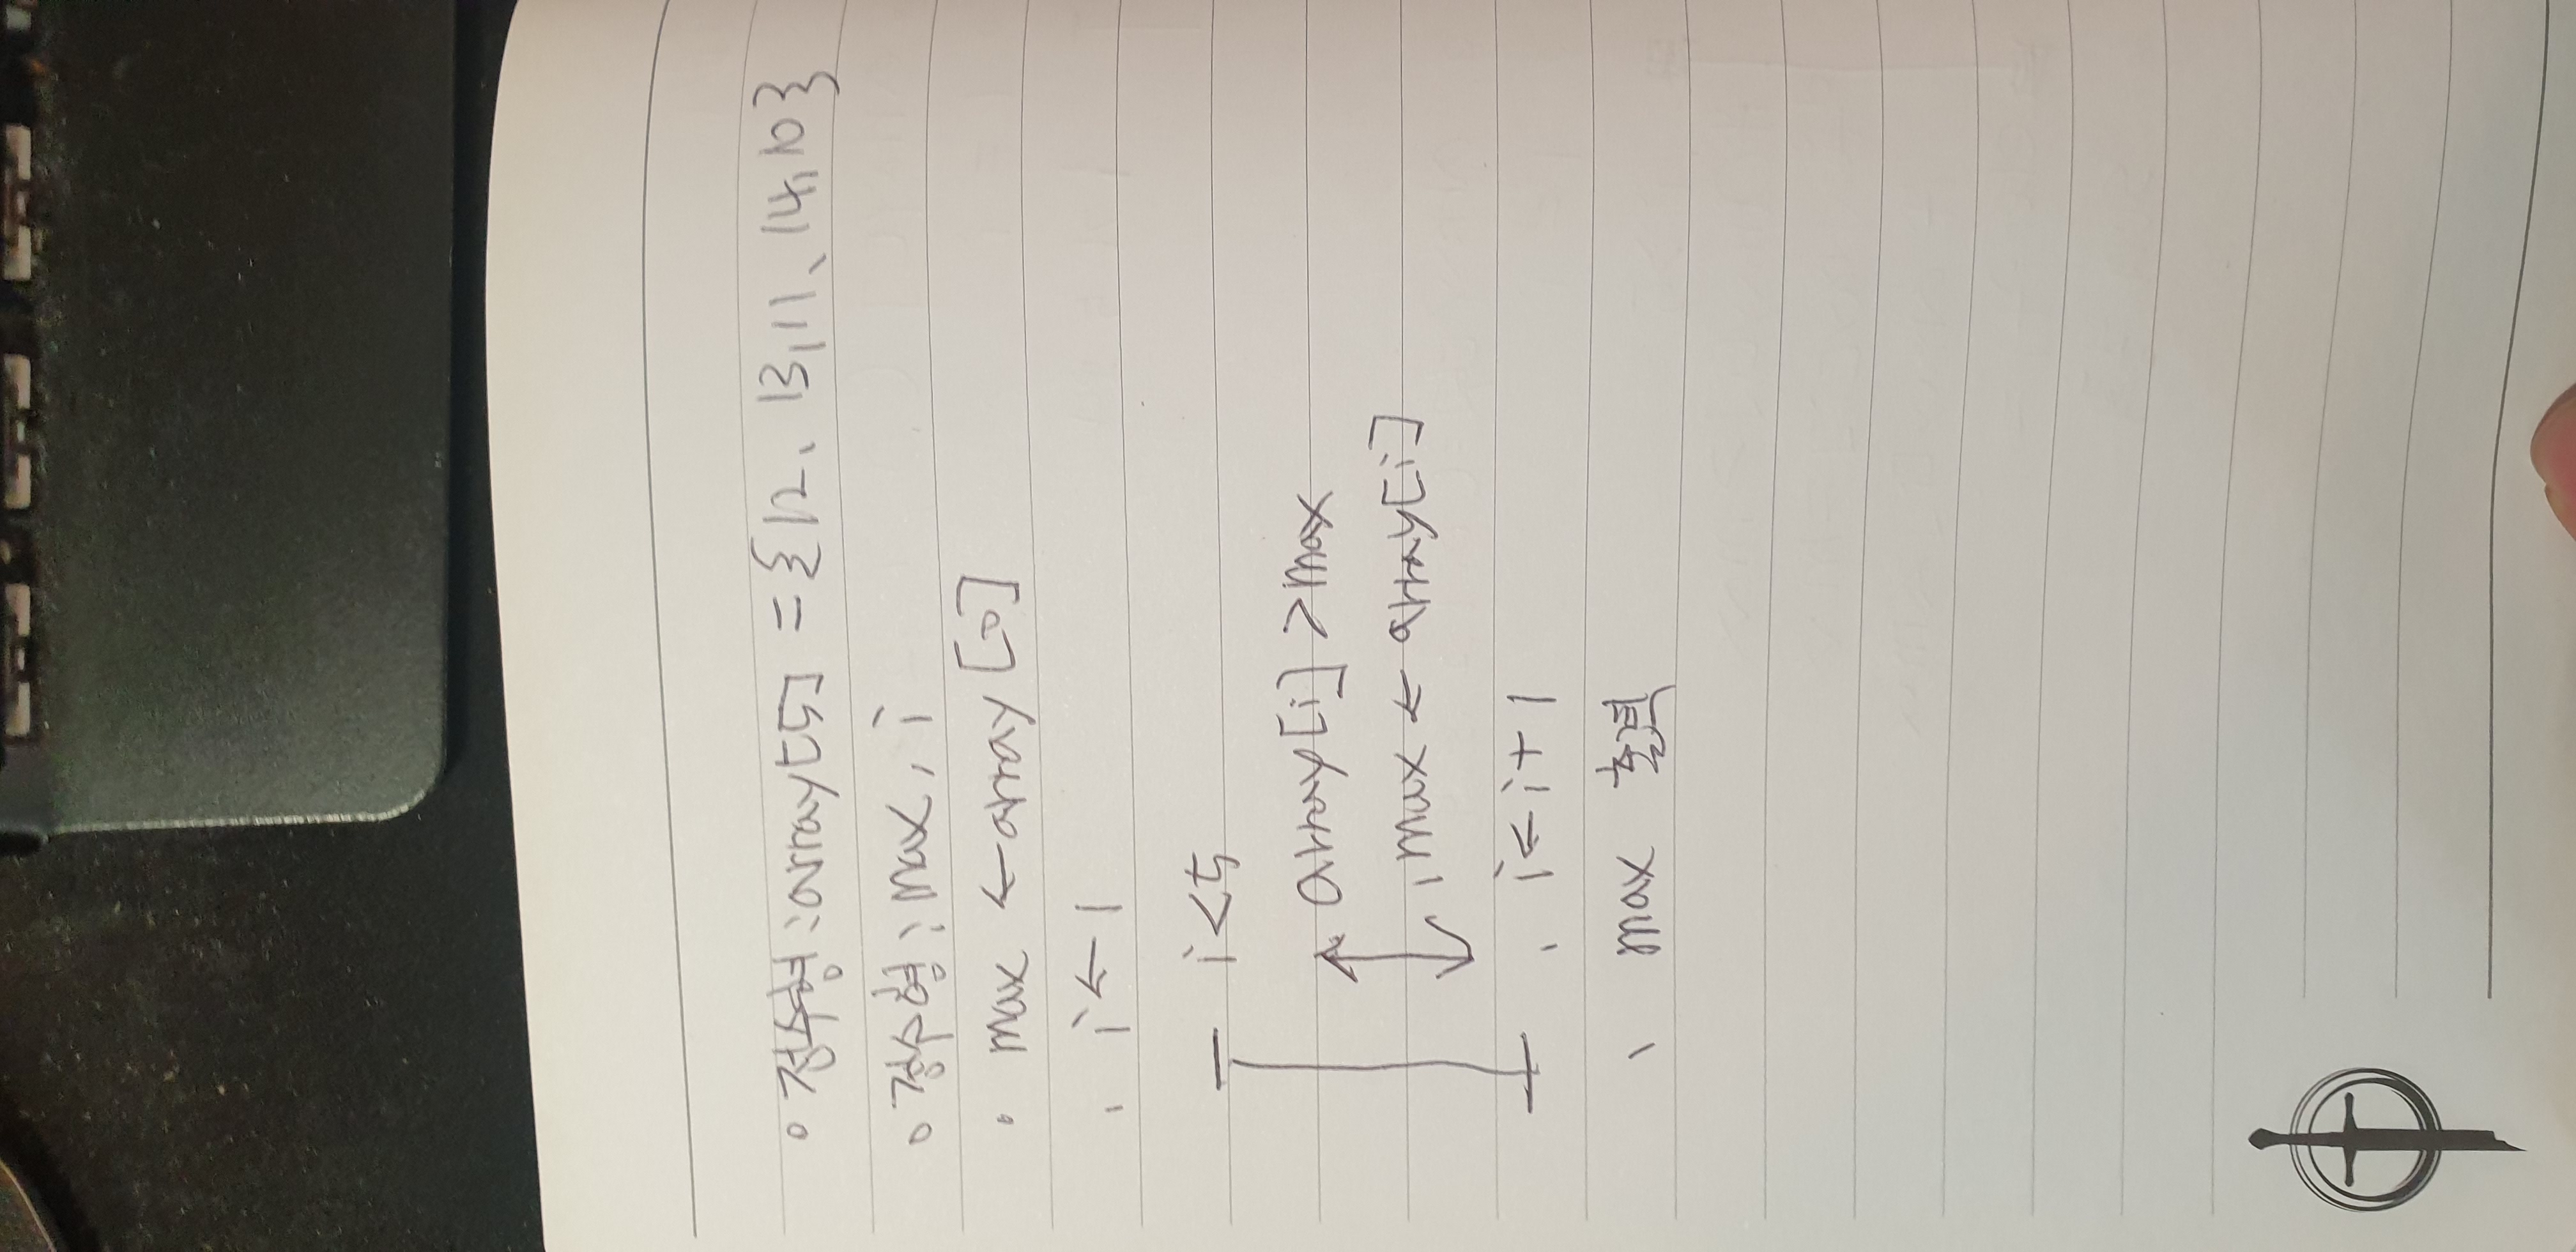 ○ 정수형 : array[5] = {12, 13, 11, 14, 10}
○ 정수형 : max, i
· max ← array [0]
· i ← 1
i < 5
array[i] > max
· max ← array[i]
· i ← i + 1
· max 출력